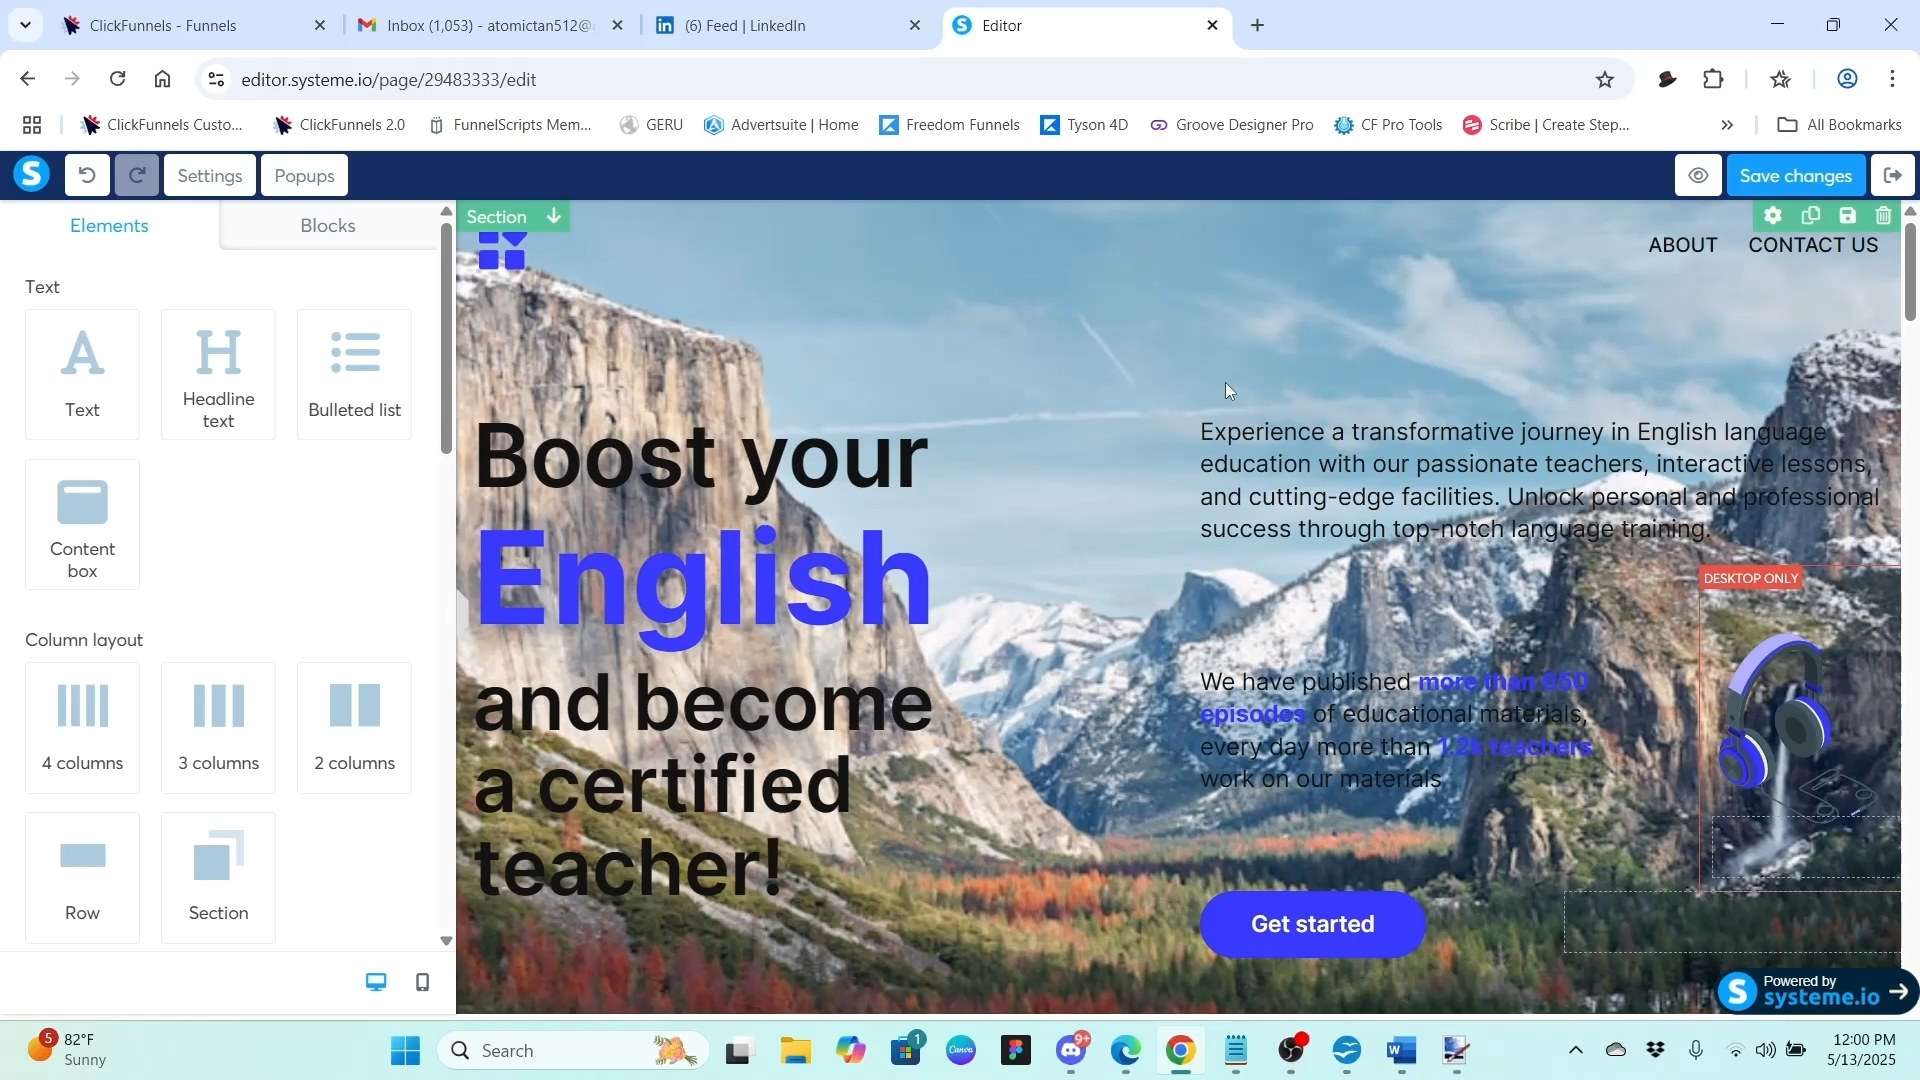 ClickFunnels - Funnels
Inbox (1,053) - atomictan512@
(6) Feed | LinkedIn
Editor
editor.systeme.io/page/29483333/edit
ClickFunnels Custo...
ClickFunnels 2.0
FunnelScripts Mem...
GERU
Advertsuite | Home
Freedom Funnels
Tyson 4D
Groove Designer Pro
CF Pro Tools
Scribe | Create Step...
All Bookmarks
Settings
Popups
Save changes
Elements
Blocks
Section
ABOUT
CONTACT US
Text
Text
Headline
text
Bulleted list
Content
box
Column layout
4 columns
3 columns
2 columns
Row
Section
Boost your
English
and become
a certified
teacher!
Experience a transformative journey in English language
education with our passionate teachers, interactive lessons,
and cutting-edge facilities. Unlock personal and professional
success through top-notch language training.
DESKTOP ONLY
We have published more than 650
episodes of educational materials,
every day more than 1.2k teachers
work on our materials
Get started
Powered by
systeme.io
5
82°F
Sunny
Search
1
Canva
9+
12:00 PM
5/13/2025